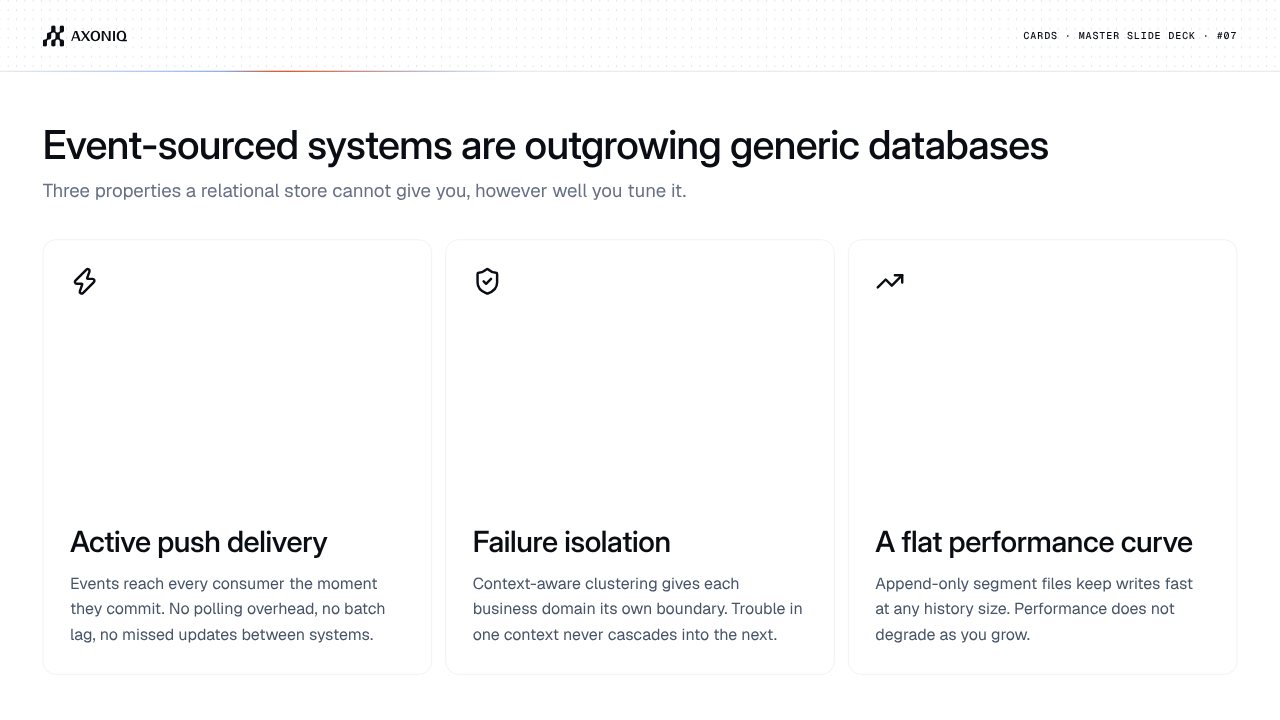 AXONIQ
CARDS · MASTER SLIDE DECK · #07
Event-sourced systems are outgrowing generic databases
Three properties a relational store cannot give you, however well you tune it.
Active push delivery
Events reach every consumer the moment
they commit. No polling overhead, no batch
lag, no missed updates between systems.
Failure isolation
Context-aware clustering gives each
business domain its own boundary. Trouble in
one context never cascades into the next.
A flat performance curve
Append-only segment files keep writes fast
at any history size. Performance does not
degrade as you grow.